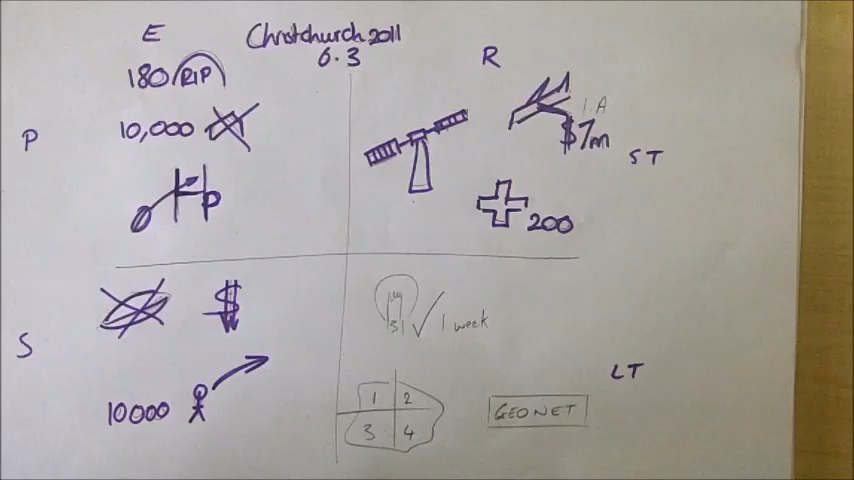 E
Christchurch 2011
6.3
R
180 RIP
10,000
P
I.A
$7m
ST
200
S
$
1 week
10000
1 2
3 4
GEONET
LT